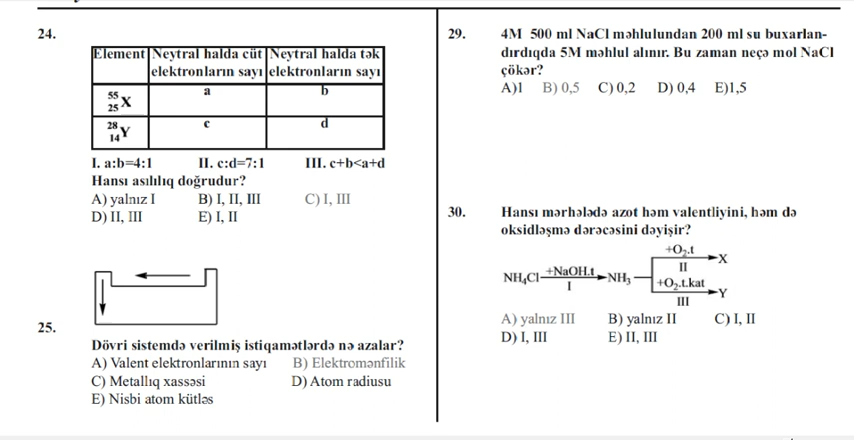 24.
Element Neytral halda cüt Neytral halda tək
elektronların sayı elektronların sayı
55 25 X a b
28 14 Y c d
I. a:b=4:1 II. c:d=7:1 III. c+b<a+d
Hansı asılılıq doğrudur?
A) yalnız I B) I, II, III C) I, III
D) II, III E) I, II
25.
Dövri sistemdə verilmiş istiqamətlərdə nə azalar?
A) Valent elektronlarının sayı B) Elektromənfilik
C) Metallıq xassəsi D) Atom radiusu
E) Nisbi atom kütləs
29. 4M 500 ml NaCl məhlulundan 200 ml su buxarlan-
dırdıqda 5M məhlul alınır. Bu zaman neçə mol NaCl
çökər?
A)1 B) 0,5 C) 0,2 D) 0,4 E)1,5
30. Hansı mərhələdə azot həm valentliyini, həm də
oksidləşmə dərəcəsini dəyişir?
+O₂.t
X
II
NH₄Cl +NaOH.t NH₃
I
+O₂.t.kat
Y
III
A) yalnız III B) yalnız II C) I, II
D) I, III E) II, III